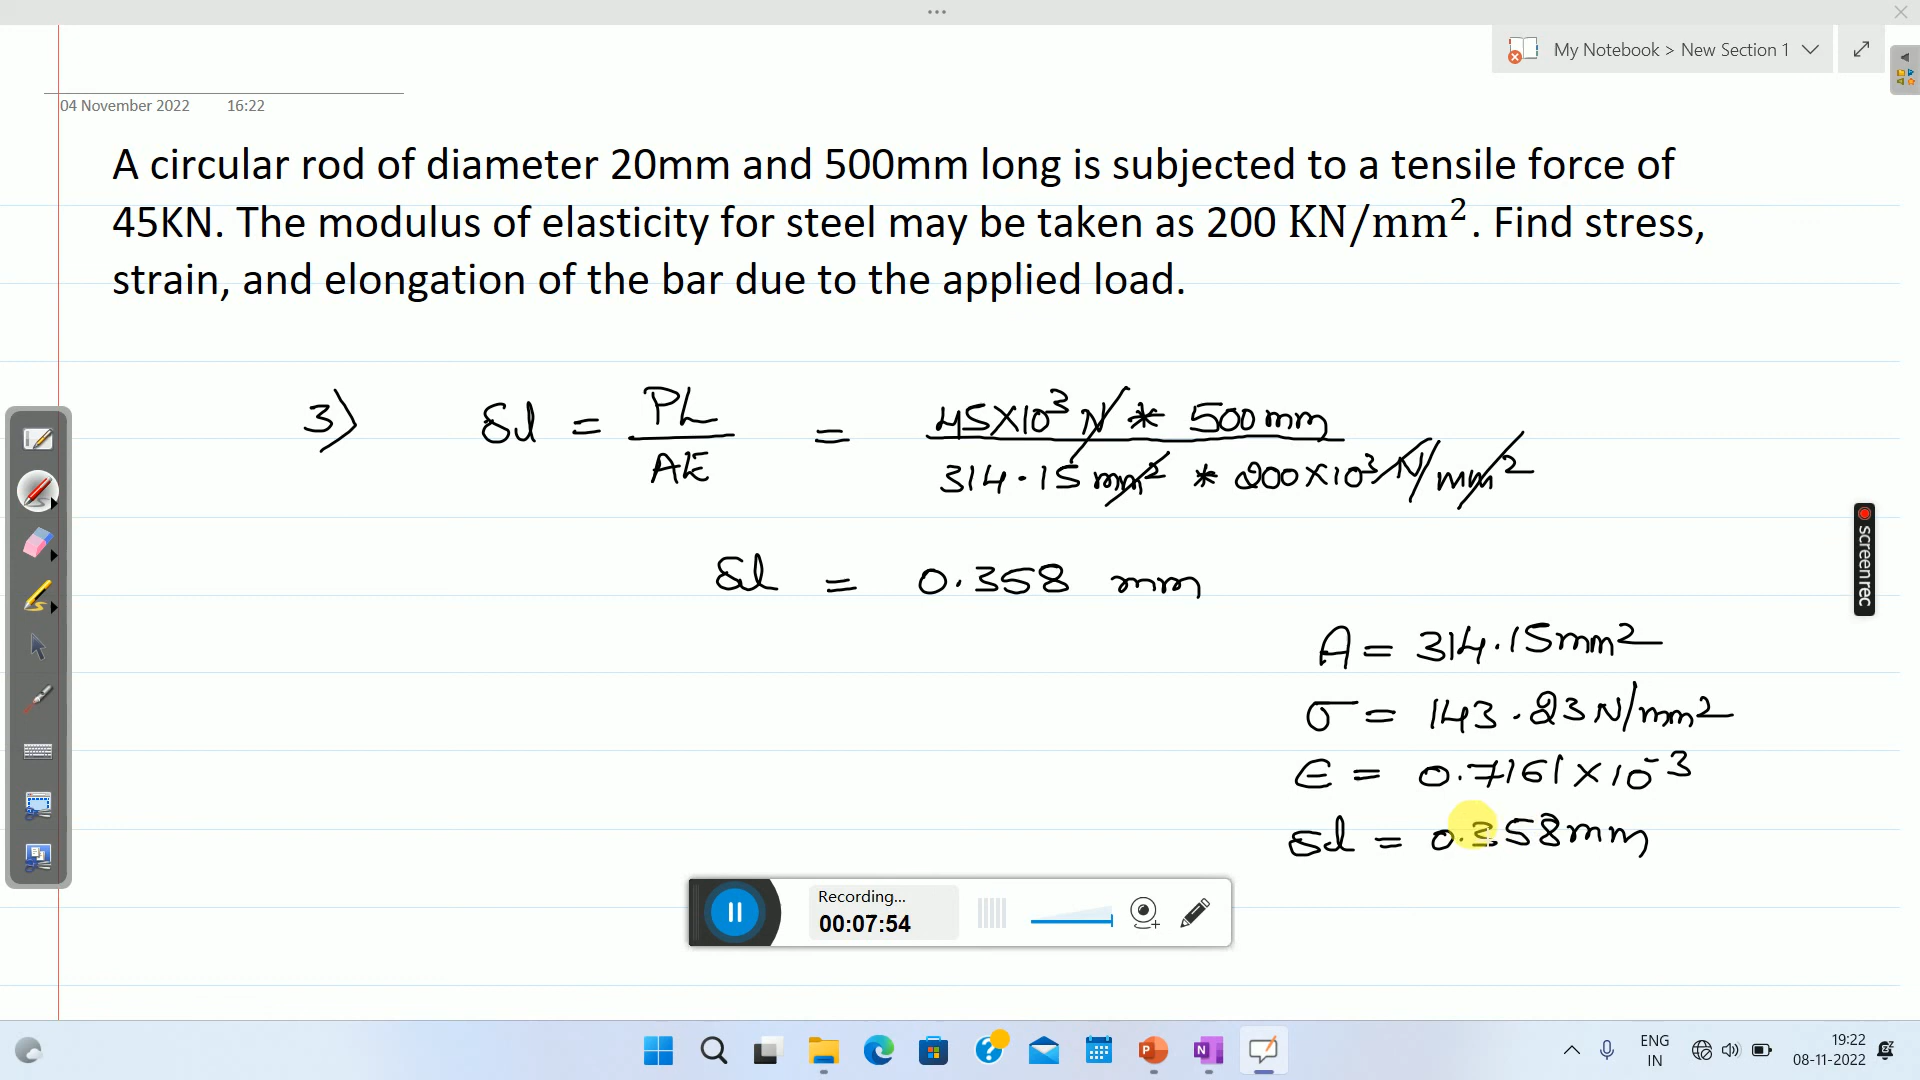 My Notebook > New Section 1
04 November 2022 16:22
A circular rod of diameter 20mm and 500mm long is subjected to a tensile force of
45KN. The modulus of elasticity for steel may be taken as 200 KN/mm². Find stress,
strain, and elongation of the bar due to the applied load.
3) δl = PL/AE = 45×10³ N * 500mm / 314.15 mm² * 200×10³ N/mm²
δl = 0.358 mm
A = 314.15mm²
σ = 143.23 N/mm²
ε = 0.7161×10⁻³
δl = 0.358mm
screenrec
Recording...
00:07:54
ENG
IN
19:22
08-11-2022